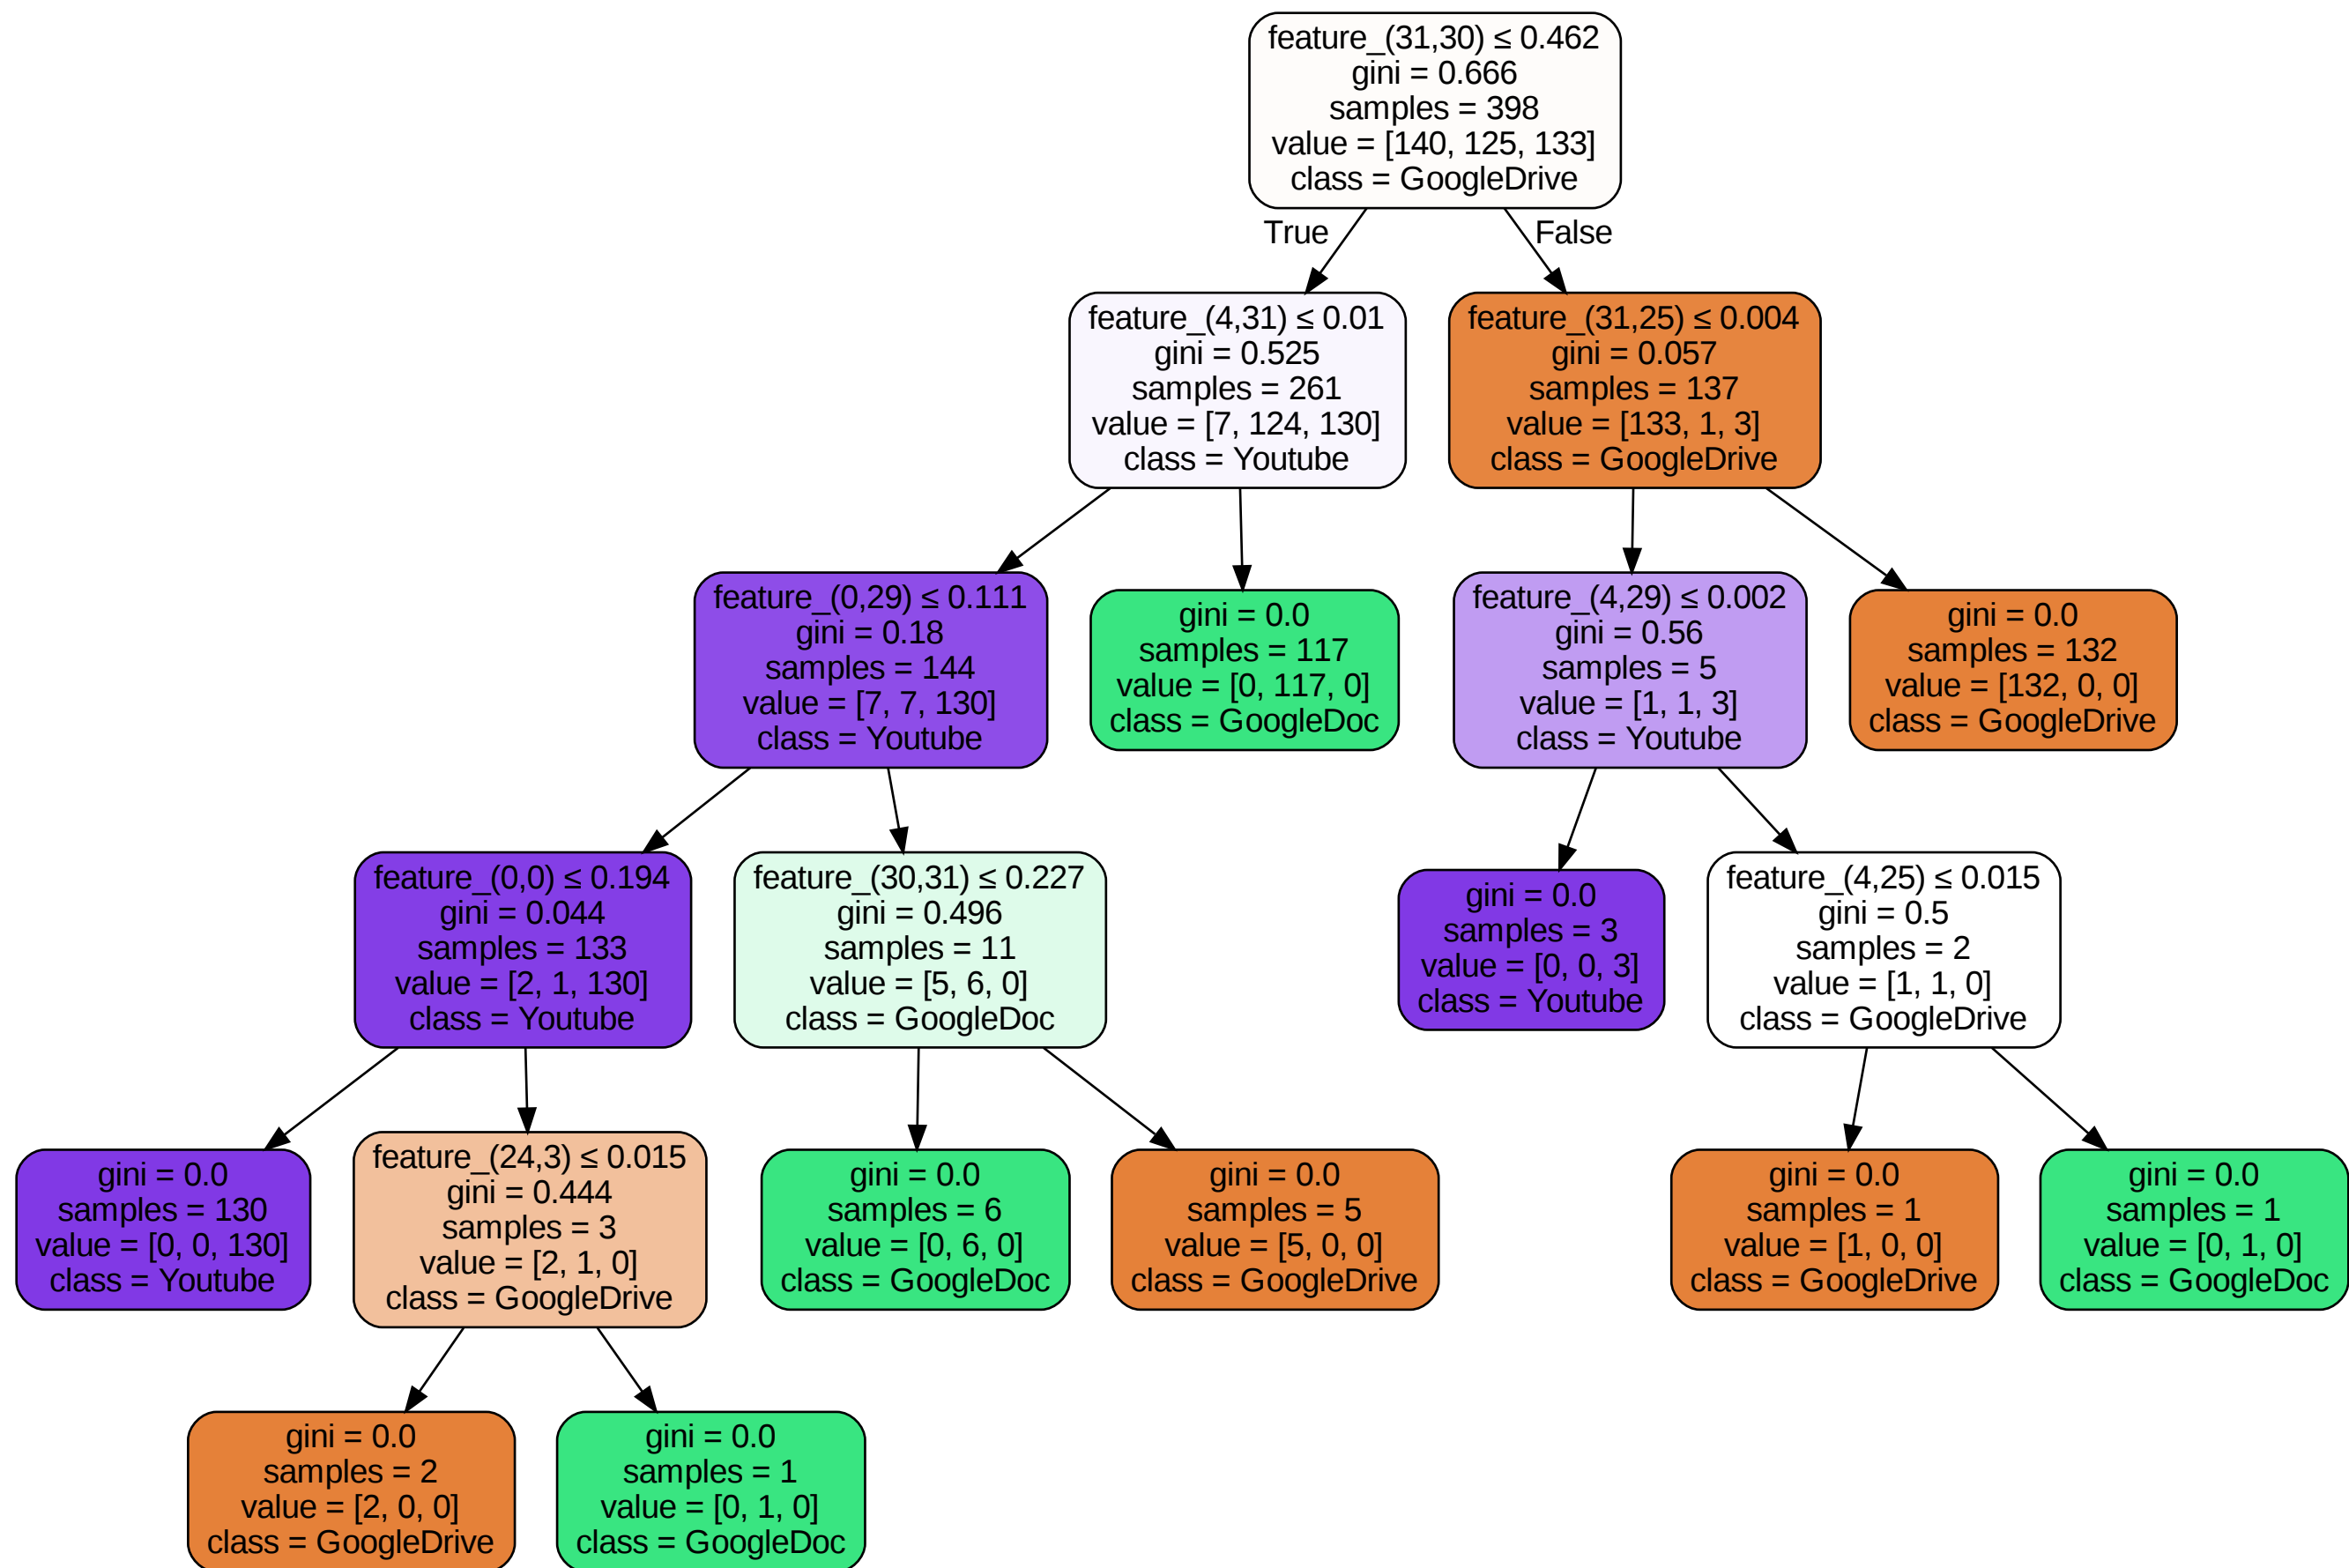 feature_(31,30) ≤ 0.462
gini = 0.666
samples = 398
value = [140, 125, 133]
class = GoogleDrive
True
False
feature_(4,31) ≤ 0.01
gini = 0.525
samples = 261
value = [7, 124, 130]
class = Youtube
feature_(31,25) ≤ 0.004
gini = 0.057
samples = 137
value = [133, 1, 3]
class = GoogleDrive
feature_(0,29) ≤ 0.111
gini = 0.18
samples = 144
value = [7, 7, 130]
class = Youtube
gini = 0.0
samples = 117
value = [0, 117, 0]
class = GoogleDoc
feature_(4,29) ≤ 0.002
gini = 0.56
samples = 5
value = [1, 1, 3]
class = Youtube
gini = 0.0
samples = 132
value = [132, 0, 0]
class = GoogleDrive
feature_(0,0) ≤ 0.194
gini = 0.044
samples = 133
value = [2, 1, 130]
class = Youtube
feature_(30,31) ≤ 0.227
gini = 0.496
samples = 11
value = [5, 6, 0]
class = GoogleDoc
gini = 0.0
samples = 3
value = [0, 0, 3]
class = Youtube
feature_(4,25) ≤ 0.015
gini = 0.5
samples = 2
value = [1, 1, 0]
class = GoogleDrive
gini = 0.0
samples = 130
value = [0, 0, 130]
class = Youtube
feature_(24,3) ≤ 0.015
gini = 0.444
samples = 3
value = [2, 1, 0]
class = GoogleDrive
gini = 0.0
samples = 6
value = [0, 6, 0]
class = GoogleDoc
gini = 0.0
samples = 5
value = [5, 0, 0]
class = GoogleDrive
gini = 0.0
samples = 1
value = [1, 0, 0]
class = GoogleDrive
gini = 0.0
samples = 1
value = [0, 1, 0]
class = GoogleDoc
gini = 0.0
samples = 2
value = [2, 0, 0]
class = GoogleDrive
gini = 0.0
samples = 1
value = [0, 1, 0]
class = GoogleDoc